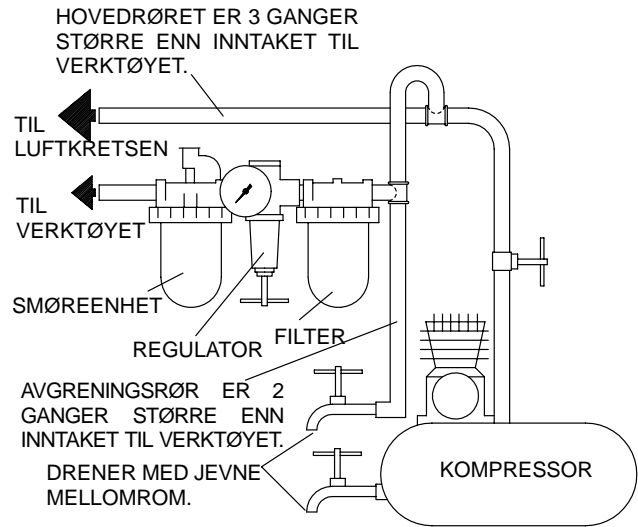 HOVEDRØRET ER 3 GANGER
STØRRE ENN INNTAKET TIL
VERKTØYET.
TIL
LUFTKRETSEN
TIL
VERKTØYET
SMØREENHET
REGULATOR
FILTER
AVGRENINGSRØR ER 2
GANGER STØRRE ENN
INNTAKET TIL VERKTØYET.
DRENER MED JEVNE
MELLOMROM.
KOMPRESSOR